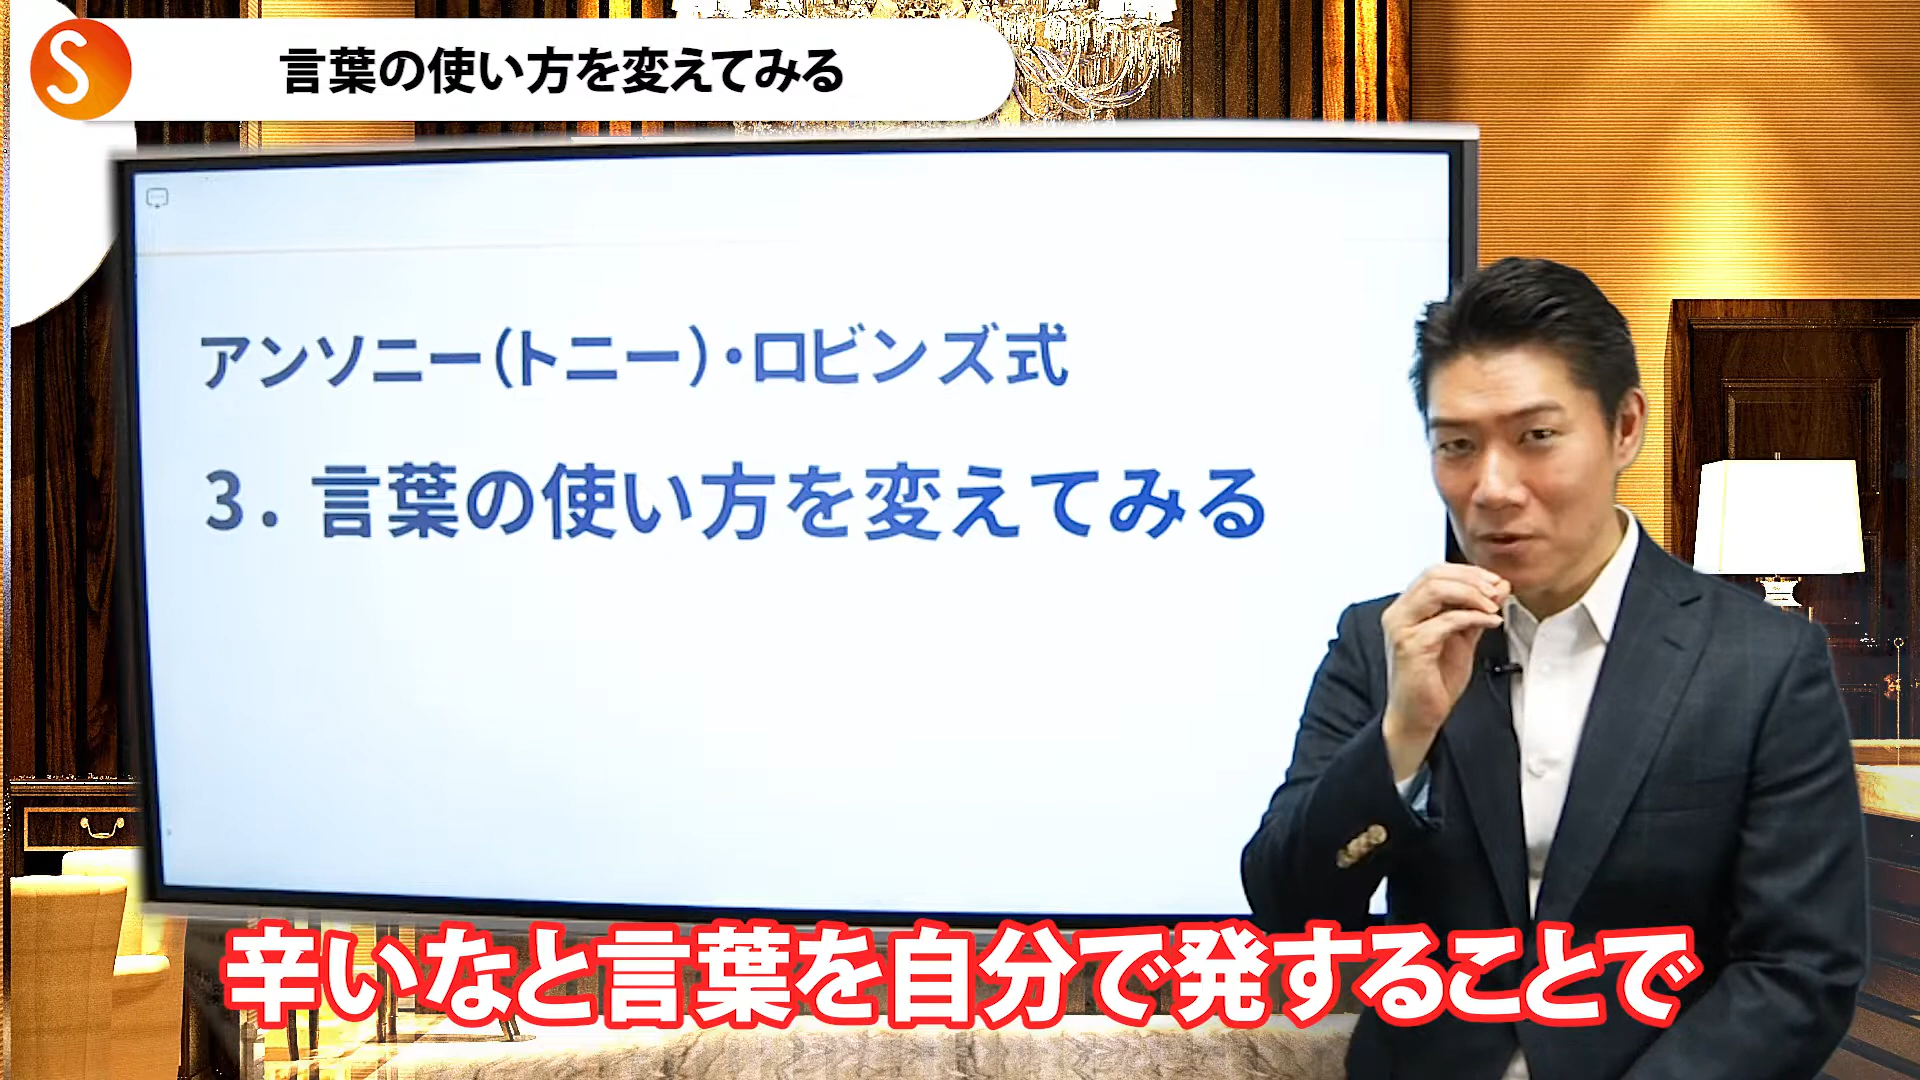 S
言葉の使い方を変えてみる
アンソニー(トニー)・ロビンズ式
3. 言葉の使い方を変えてみる
辛いなと言葉を自分で発することで